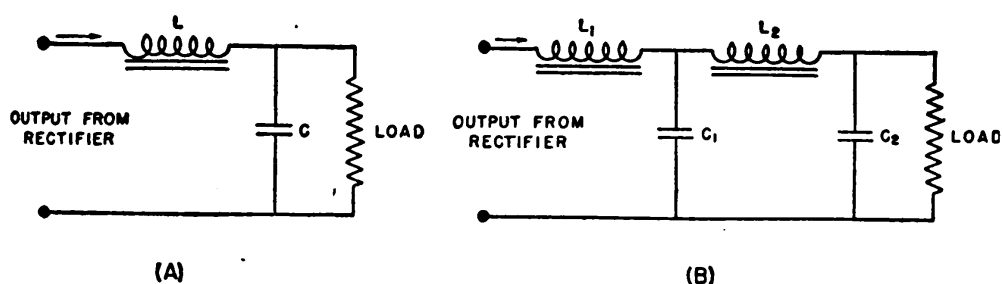 L
C
LOAD
OUTPUT FROM
RECTIFIER
(A)
L₁
L₂
C₁
C₂
LOAD
OUTPUT FROM
RECTIFIER
(B)